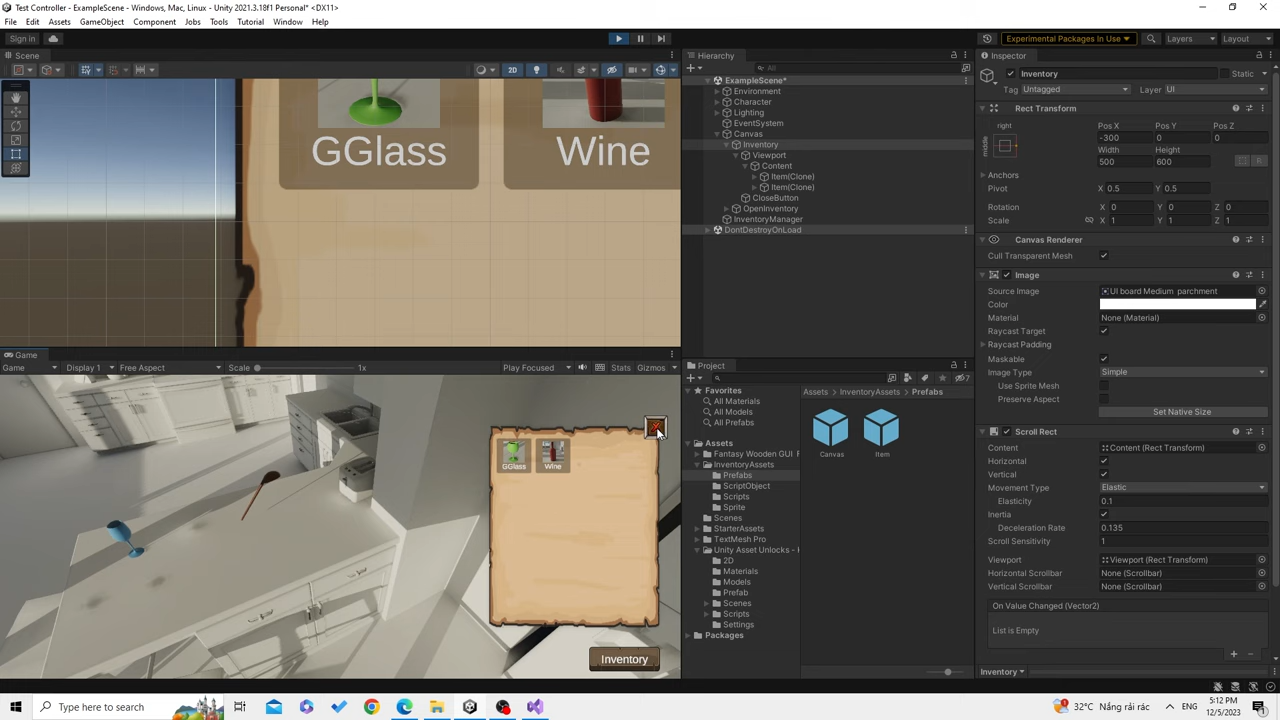 Test Controller - ExampleScene - Windows, Mac, Linux - Unity 2021.3.18f1 Personal* <DX11>
File Edit Assets GameObject Component Jobs Tools Tutorial Window Help
Sign in
Experimental Packages In Use
Layers
Layout
Scene
2D
GGlass
Wine
Game
Game Display 1 Free Aspect Scale 1x Play Focused Stats Gizmos
GGlass Wine
Inventory
Hierarchy
All
ExampleScene*
Environment
Character
Lighting
EventSystem
Canvas
Inventory
Viewport
Content
Item(Clone)
Item(Clone)
CloseButton
OpenInventory
InventoryManager
DontDestroyOnLoad
Project
7
Favorites
All Materials
All Models
All Prefabs
Assets
Fantasy Wooden GUI F
InventoryAssets
Prefabs
ScriptObject
Scripts
Sprite
Scenes
StarterAssets
TextMesh Pro
Unity Asset Unlocks -
2D
Materials
Models
Prefab
Scenes
Scripts
Settings
Packages
Assets InventoryAssets Prefabs
Canvas Item
Inspector
Inventory Static
Tag Untagged Layer UI
Rect Transform
right
middle
Pos X Pos Y Pos Z
-300 0 0
Width Height
500 600
R
Anchors
Pivot X 0.5 Y 0.5
Rotation X 0 Y 0 Z 0
Scale X 1 Y 1 Z 1
Canvas Renderer
Cull Transparent Mesh
Image
Source Image UI board Medium parchment
Color
Material None (Material)
Raycast Target
Raycast Padding
Maskable
Image Type Simple
Use Sprite Mesh
Preserve Aspect
Set Native Size
Scroll Rect
Content Content (Rect Transform)
Horizontal
Vertical
Movement Type Elastic
Elasticity 0.1
Inertia
Deceleration Rate 0.135
Scroll Sensitivity 1
Viewport Viewport (Rect Transform)
Horizontal Scrollbar None (Scrollbar)
Vertical Scrollbar None (Scrollbar)
On Value Changed (Vector2)
List is Empty
Inventory
Type here to search
32°C Nắng rải rác
5:12 PM
12/5/2023